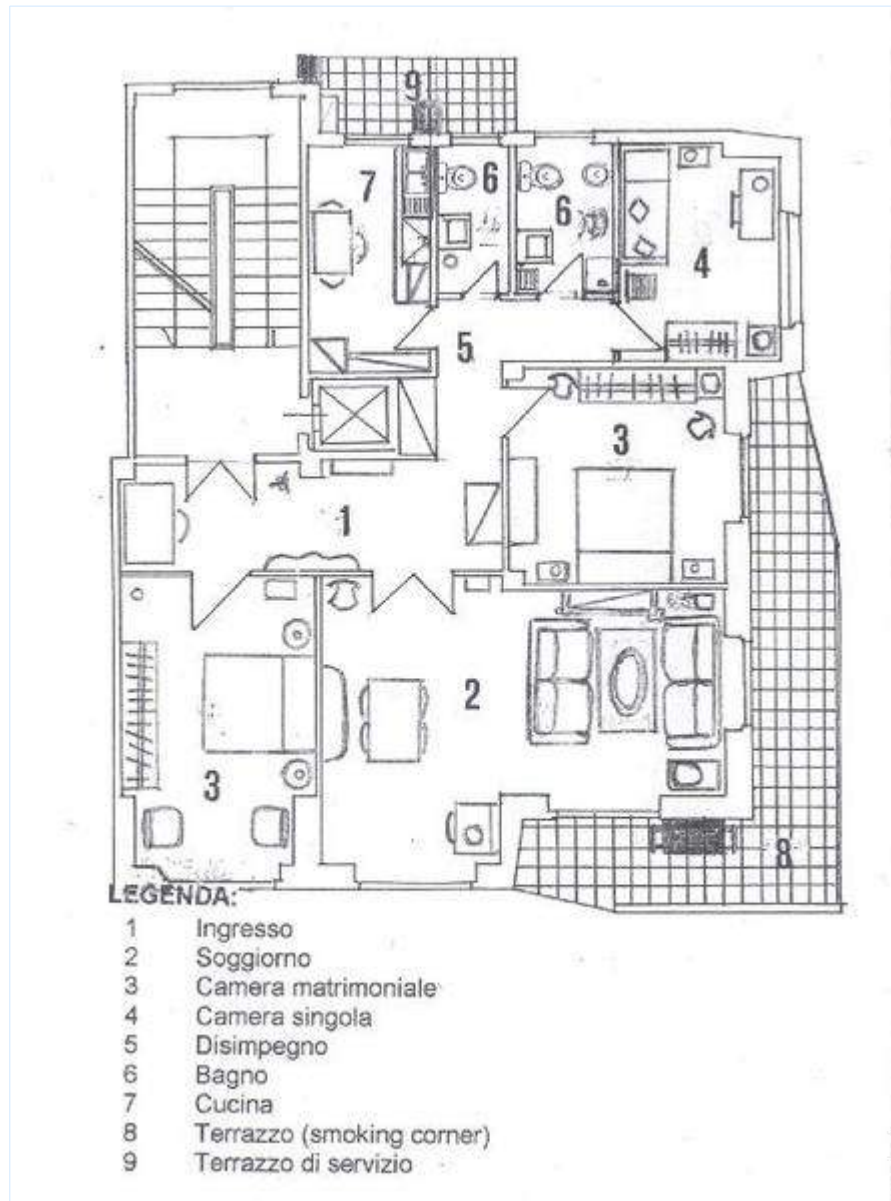 9
7
6
6
4
5
3
1
2
3
8
LEGENDA:
1 Ingresso
2 Soggiorno
3 Camera matrimoniale
4 Camera singola
5 Disimpegno
6 Bagno
7 Cucina
8 Terrazzo (smoking corner)
9 Terrazzo di servizio